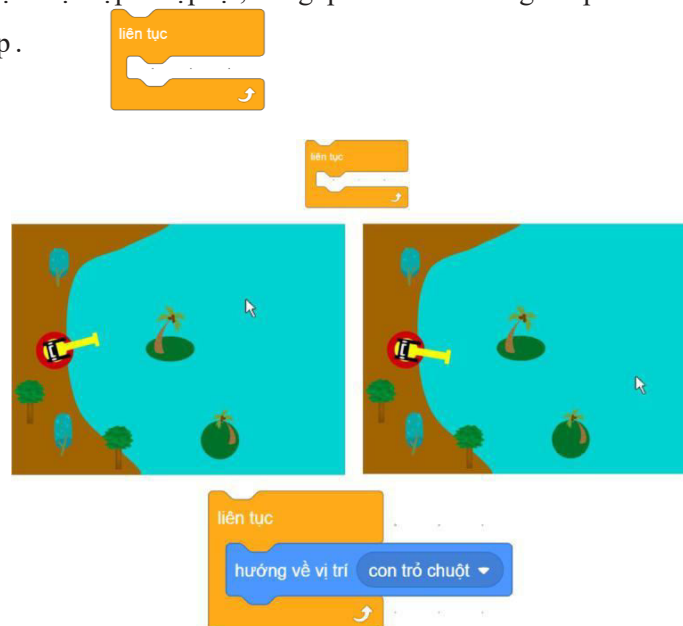 p.
liên tục
liên tục
liên tục
hướng về vị trí con trỏ chuột